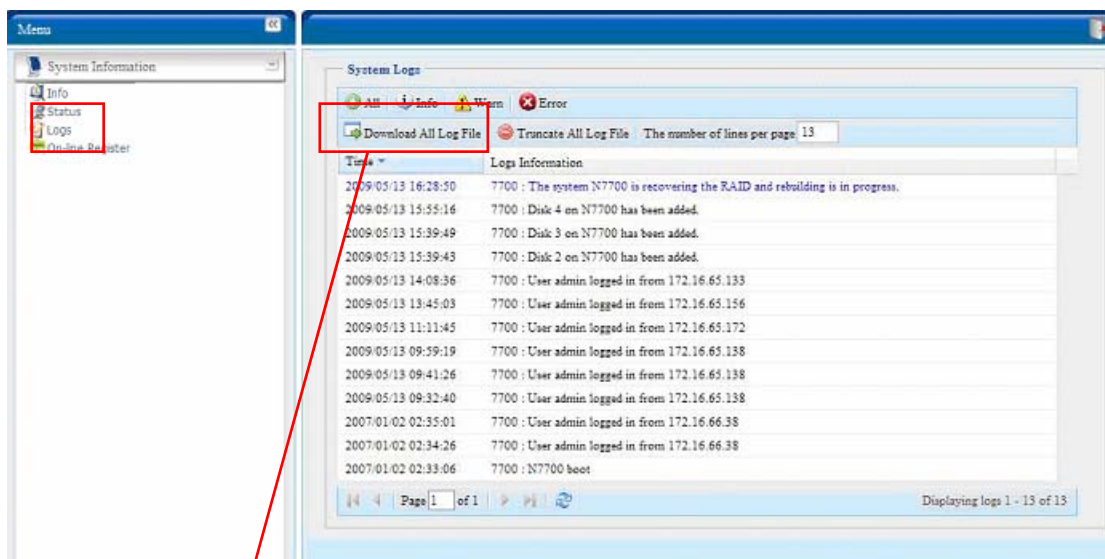 Menu
System Information
Info
Status
Logs
On-line Register
System Logs
All Info Warn Error
Download All Log File Truncate All Log File The number of lines per page 13
Time Logs Information
2009/05/13 16:28:50 7700 : The system N7700 is recovering the RAID and rebuilding is in progress.
2009/05/13 15:55:16 7700 : Disk 4 on N7700 has been added.
2009/05/13 15:39:49 7700 : Disk 3 on N7700 has been added.
2009/05/13 15:39:43 7700 : Disk 2 on N7700 has been added.
2009/05/13 14:08:36 7700 : User admin logged in from 172.16.65.133
2009/05/13 13:45:03 7700 : User admin logged in from 172.16.65.156
2009/05/13 11:11:45 7700 : User admin logged in from 172.16.65.172
2009/05/13 09:59:19 7700 : User admin logged in from 172.16.65.138
2009/05/13 09:41:26 7700 : User admin logged in from 172.16.65.138
2009/05/13 09:32:40 7700 : User admin logged in from 172.16.65.138
2007/01/02 02:35:01 7700 : User admin logged in from 172.16.66.38
2007/01/02 02:34:26 7700 : User admin logged in from 172.16.66.38
2007/01/02 02:33:06 7700 : N7700 boot
Page 1 of 1 Displaying logs 1 - 13 of 13